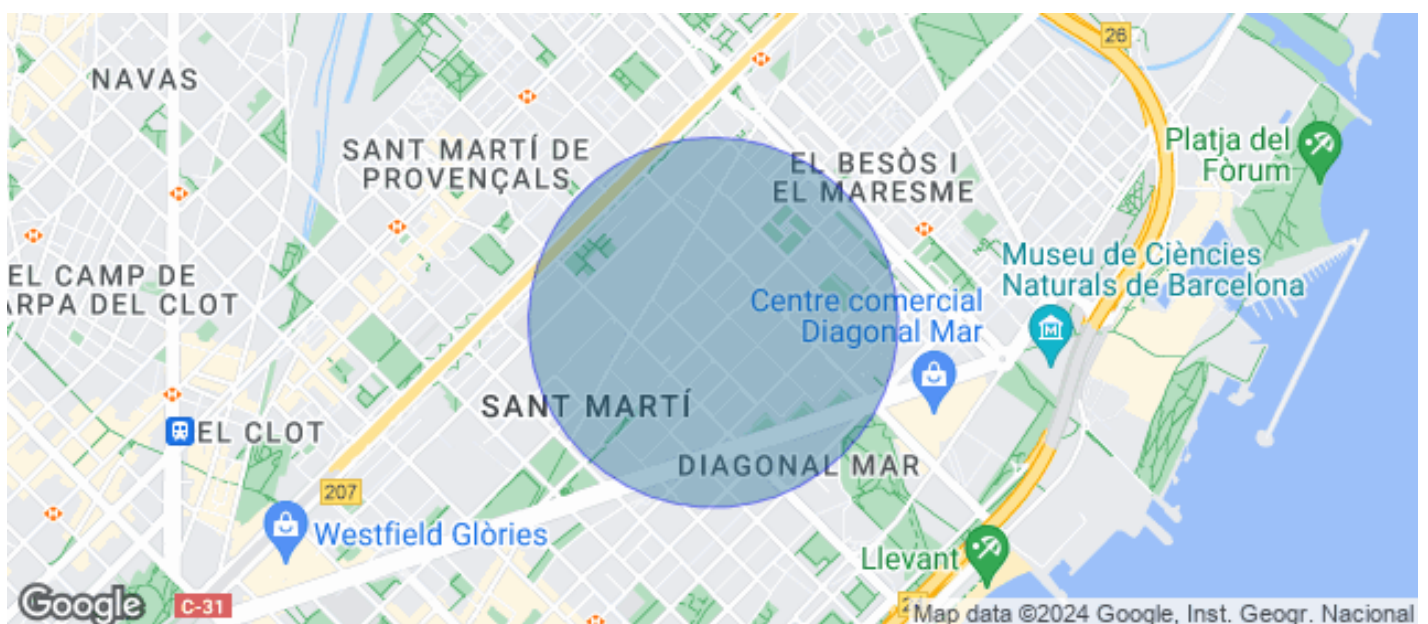 26
NAVAS
SANT MARTÍ DE
PROVENÇALS
EL BESÒS I
EL MARESME
Platja del
Fòrum
Museu de Ciències
Naturals de Barcelona
EL CAMP DE
ARPA DEL CLOT
Centre comercial
Diagonal Mar
SANT MARTÍ
EL CLOT
DIAGONAL MAR
207
Westfield Glòries
Llevant
Google
C-31
Map data ©2024 Google, Inst. Geogr. Nacional